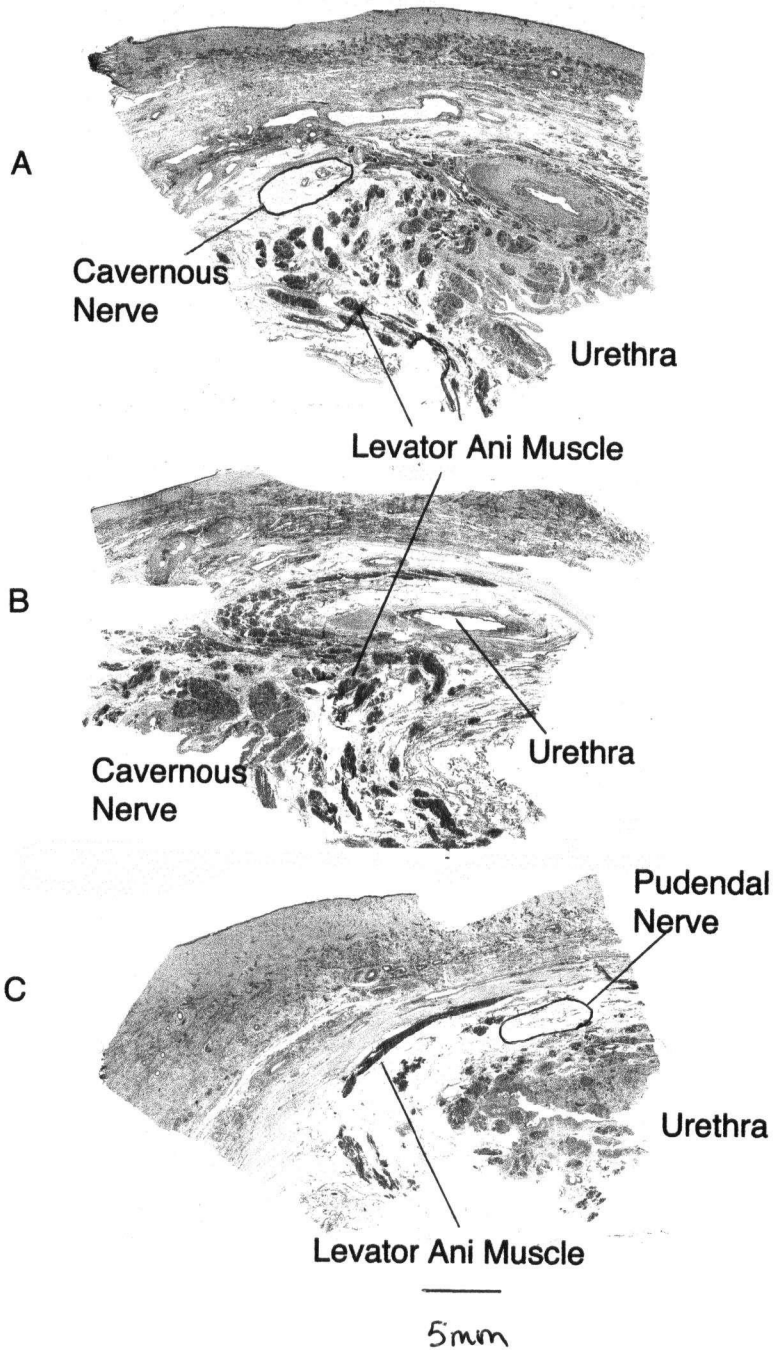 A
Cavernous
Nerve
Urethra
Levator Ani Muscle
B
Urethra
Cavernous
Nerve
Pudendal
Nerve
C
Urethra
Levator Ani Muscle
5mm